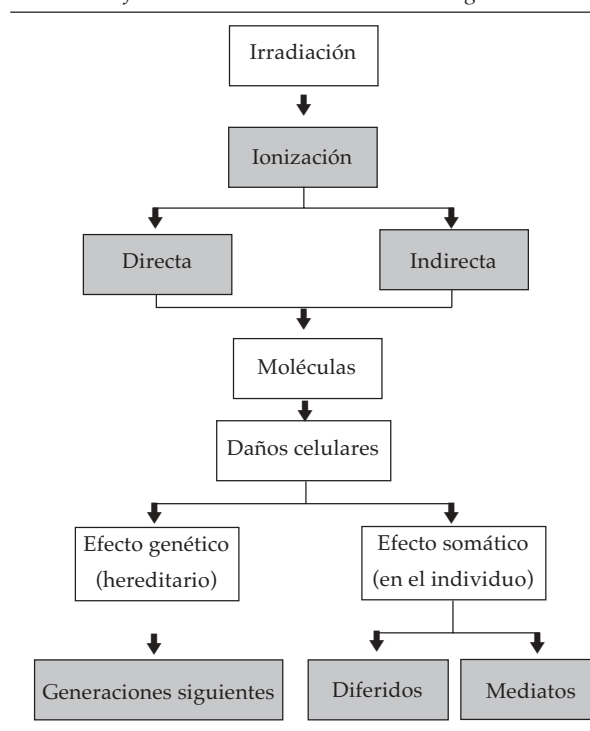 Irradiación
Ionización
Directa
Indirecta
Moléculas
Daños celulares
Efecto genético
(hereditario)
Efecto somático
(en el individuo)
Generaciones siguientes
Diferidos
Mediatos